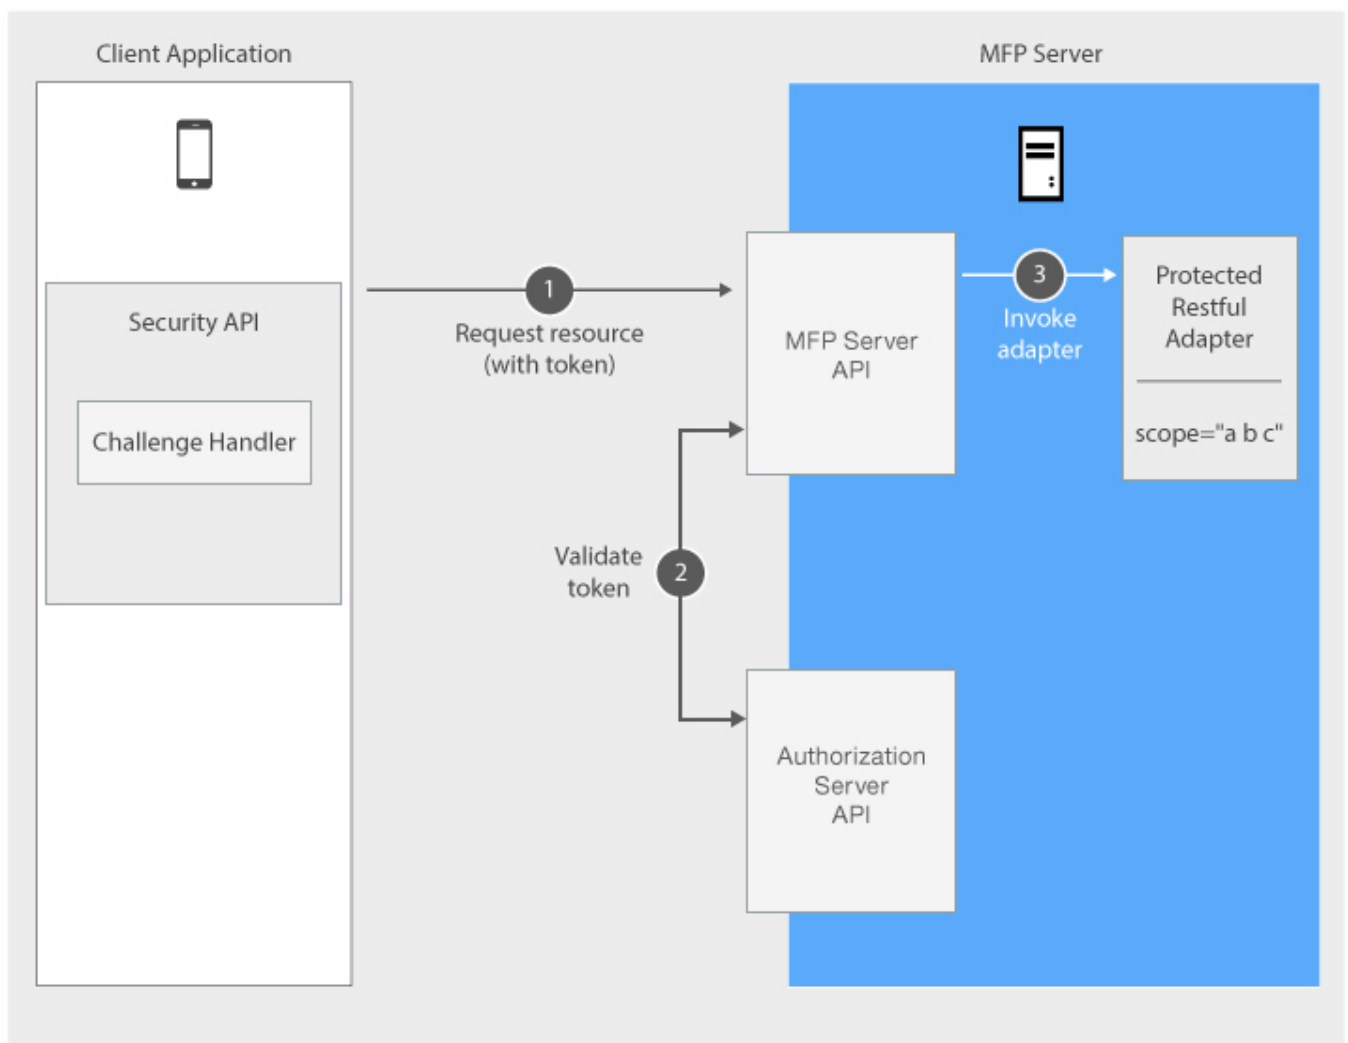 Client Application
MFP Server
Security API
Challenge Handler
1
Request resource
(with token)
MFP Server
API
3
Invoke
adapter
Protected
Restful
Adapter
scope="a b c"
Validate
token
2
Authorization
Server
API